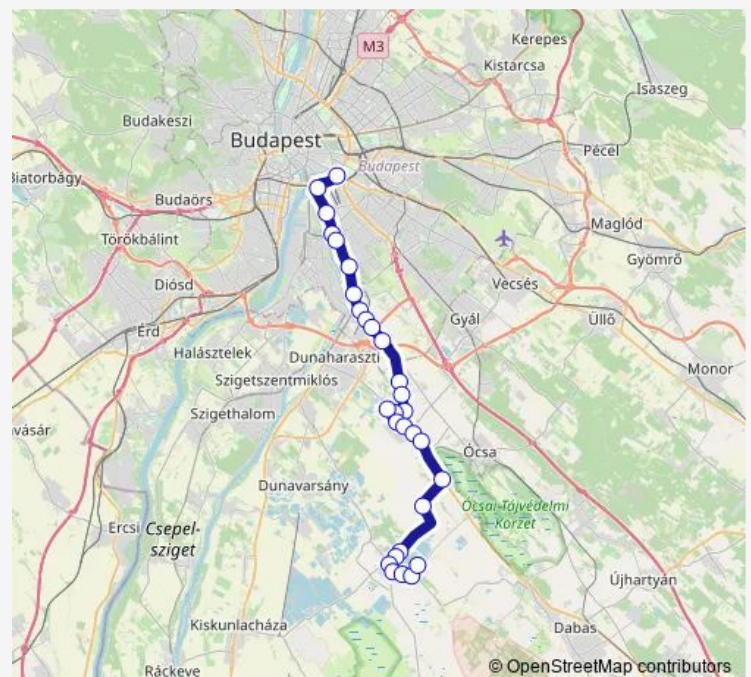 M3
Kerepes
Kistarcsa
Isaszeg
Budakeszi
Budapest
Pécel
Budapest
Biatorbágy
Budaörs
Maglód
Törökbálint
Gyömrő
Diósd
Vecsés
Gyál
Üllő
Érd
Halásztelek
Dunaharaszti
Monor
Szigetszentmiklós
Szigethalom
Ócsa
Dunavarsány
Ócsai Tájvédelmi
Körzet
Ercsi
Csepel-
sziget
Újhartyán
Kiskunlacháza
Dabas
Ráckeve
© OpenStreetMap contributors